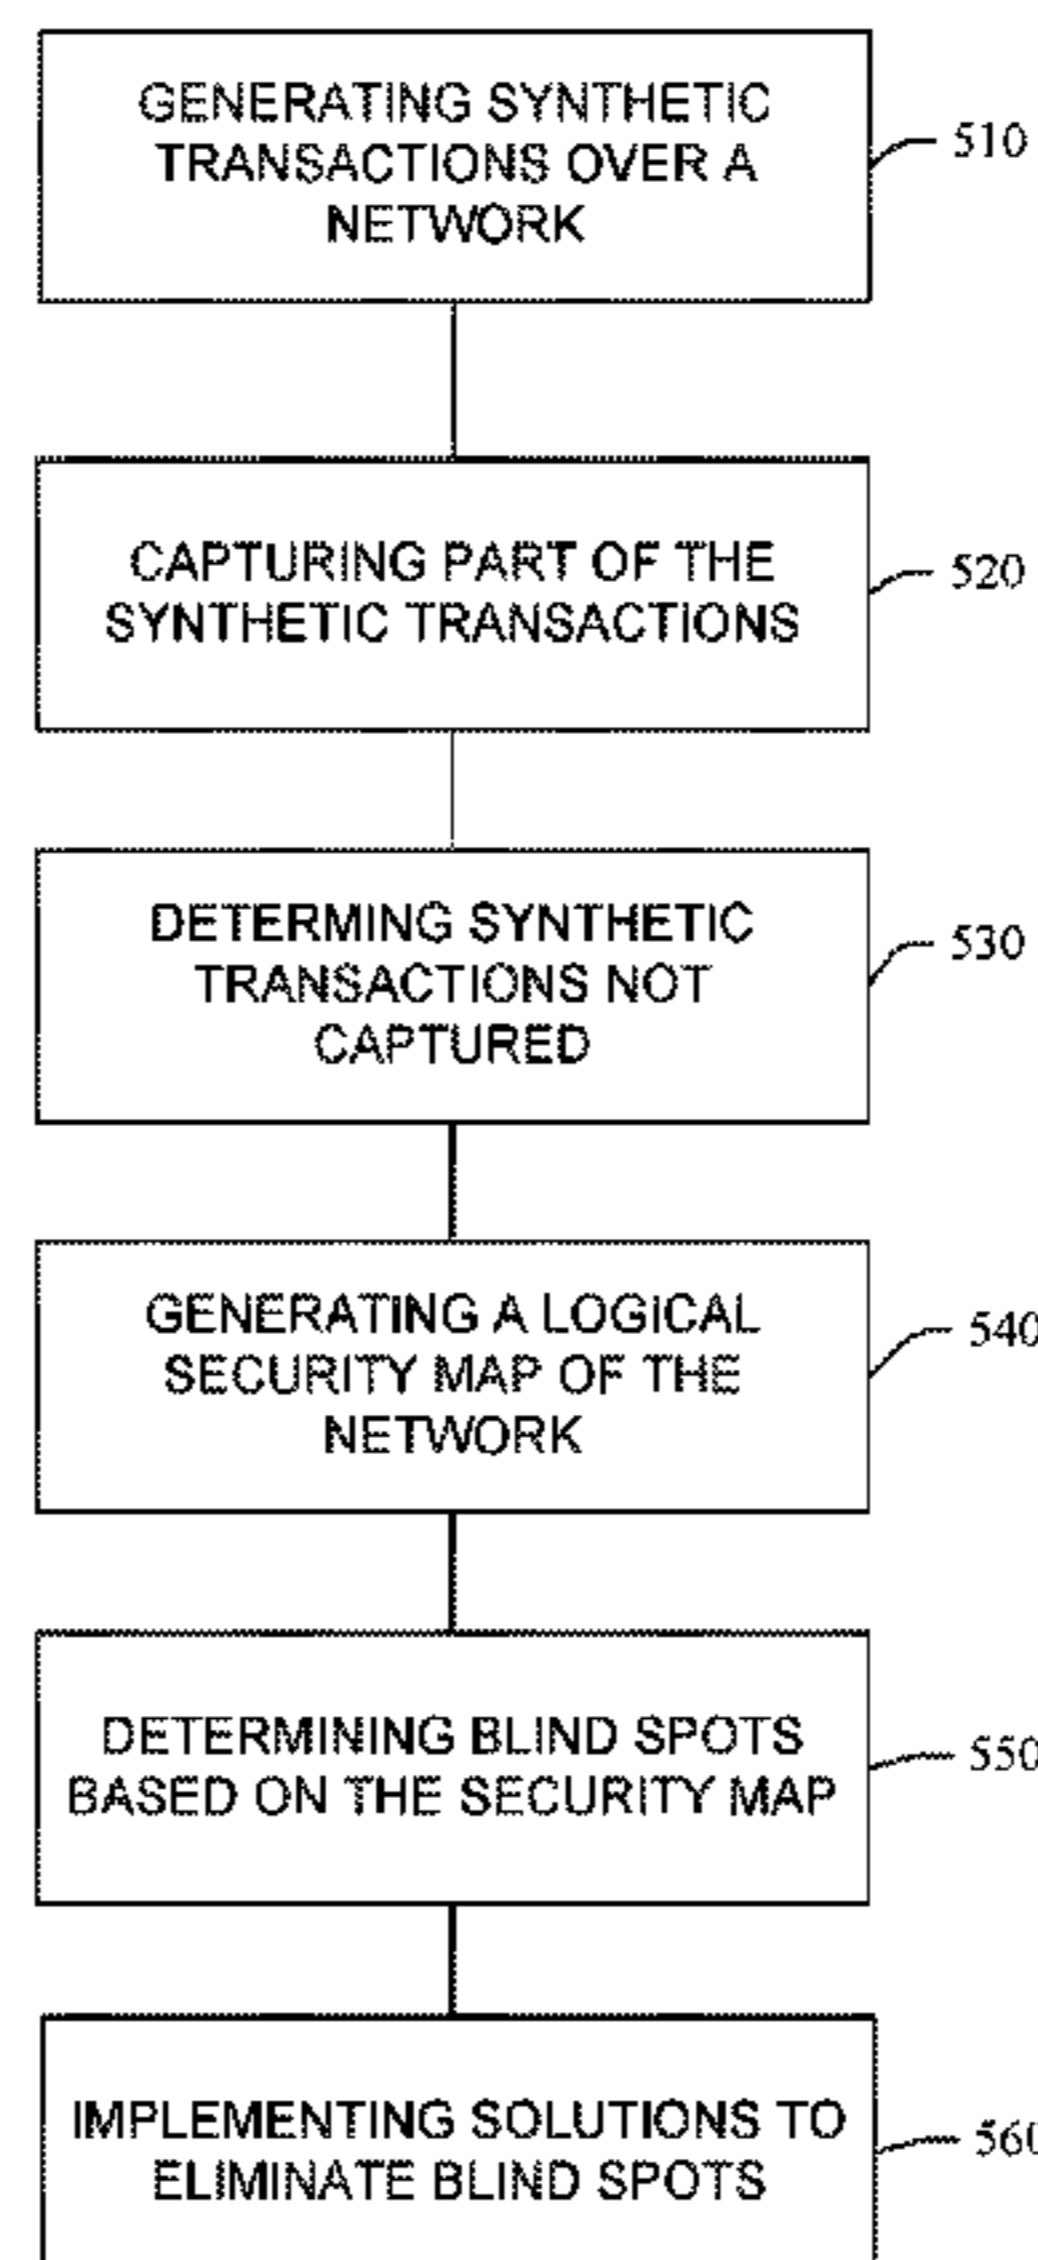 GENERATING SYNTHETIC
TRANSACTIONS OVER A
NETWORK
510
CAPTURING PART OF THE
SYNTHETIC TRANSACTIONS
520
DETERMING SYNTHETIC
TRANSACTIONS NOT
CAPTURED
530
GENERATING A LOGICAL
SECURITY MAP OF THE
NETWORK
540
DETERMINING BLIND SPOTS
BASED ON THE SECURITY MAP
550
IMPLEMENTING SOLUTIONS TO
ELIMINATE BLIND SPOTS
560